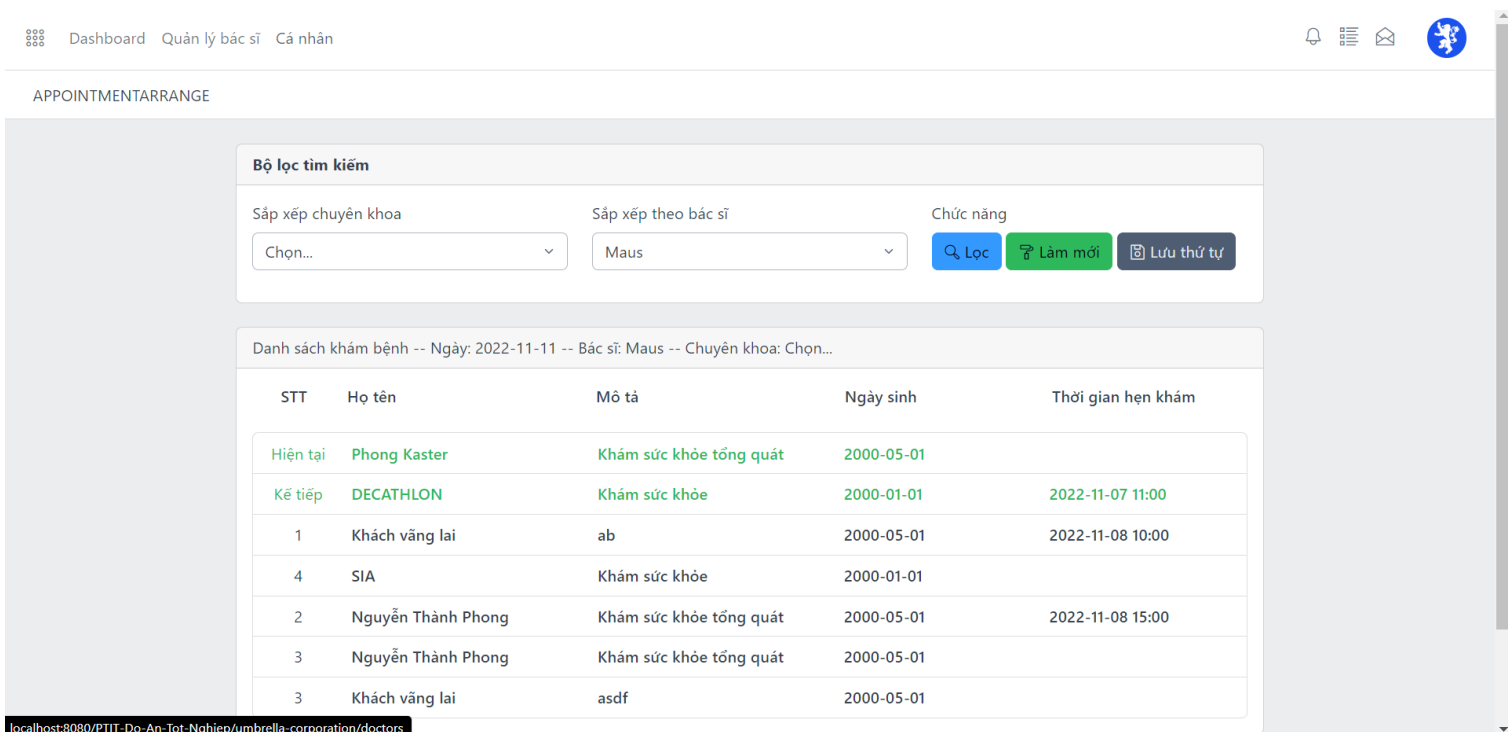 Dashboard Quản lý bác sĩ Cá nhân
APPOINTMENTARRANGE
Bộ lọc tìm kiếm
Sắp xếp chuyên khoa Sắp xếp theo bác sĩ Chức năng
Chọn... Maus Lọc Làm mới Lưu thứ tự
Danh sách khám bệnh -- Ngày: 2022-11-11 -- Bác sĩ: Maus -- Chuyên khoa: Chọn...
STT Họ tên Mô tả Ngày sinh Thời gian hẹn khám
Hiện tại Phong Kaster Khám sức khỏe tổng quát 2000-05-01
Kế tiếp DECATHLON Khám sức khỏe 2000-01-01 2022-11-07 11:00
1 Khách vãng lai ab 2000-05-01 2022-11-08 10:00
4 SIA Khám sức khỏe 2000-01-01
2 Nguyễn Thành Phong Khám sức khỏe tổng quát 2000-05-01 2022-11-08 15:00
3 Nguyễn Thành Phong Khám sức khỏe tổng quát 2000-05-01
3 Khách vãng lai asdf 2000-05-01
localhost:8080/PTIT-Do-An-Tot-Nghiep/umbrella-corporation/doctors